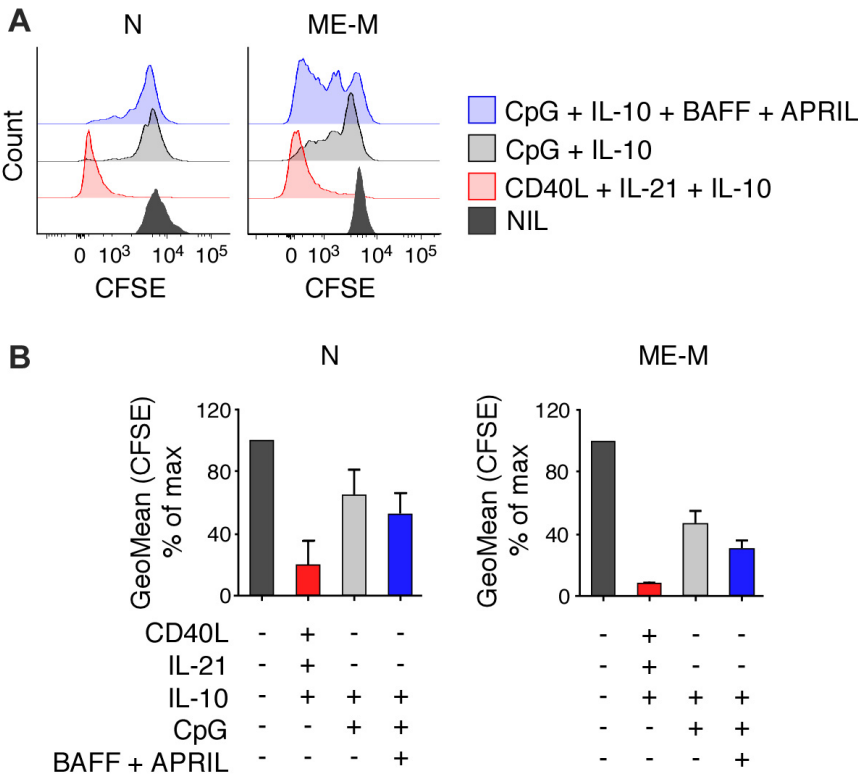 A
N
ME-M
Count
CpG + IL-10 + BAFF + APRIL
CpG + IL-10
CD40L + IL-21 + IL-10
NIL
0 10³ 10⁴ 10⁵
0 10³ 10⁴ 10⁵
CFSE
CFSE
B
N
ME-M
GeoMean (CFSE)
% of max
120
80
40
0
GeoMean (CFSE)
% of max
120
80
40
0
CD40L - + - - - + - -
IL-21 - + - - - + - -
IL-10 - + + + - + + +
CpG - - + + - - + +
BAFF + APRIL - - - + - - - +